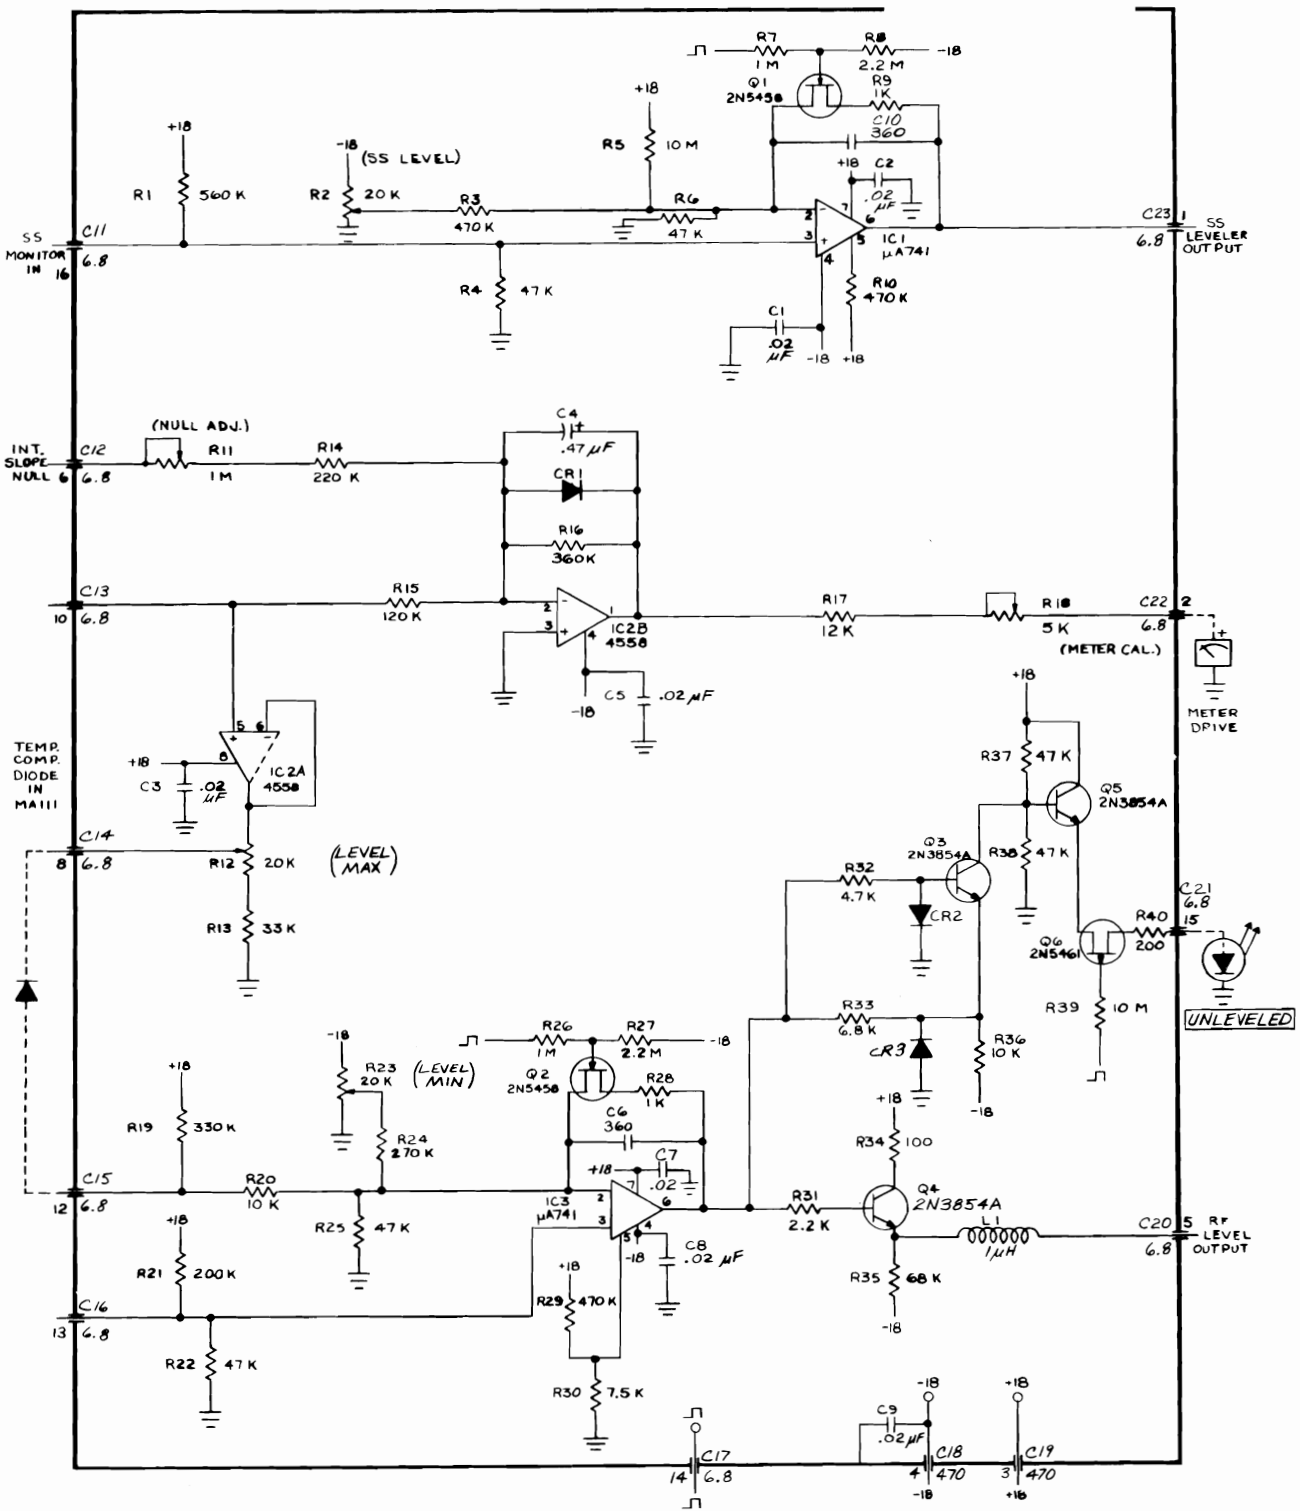 R7
1 M
R8
2.2 M
-18
Q1
2N5458
R9
1K
C10
360
+18
R5
10 M
+18
R1
560 K
-18
(SS LEVEL)
R2
20 K
R3
470K
R6
47 K
+18
C2
.02
µF
2
3
7
6
5
4
-
+
IC1
µA741
C11
6.8
SS
MONITOR
IN
16
C23
6.8
1
SS
LEVELER
OUTPUT
R4
47 K
R10
470K
C1
.02
µF
-18
+18
(NULL ADJ.)
INT.
SLOPE
NULL 6
C12
6.8
R11
1 M
R14
220 K
C4
+
.47 µF
CR1
R16
360K
C13
10
6.8
R15
120K
2
3
-
+
1
4
IC2B
4558
R17
12 K
R18
5 K
(METER CAL.)
C22
6.8
2
+
METER
DRIVE
C5
.02 µF
-18
5
6
+
-
8
IC2A
4558
+18
C3
.02
µF
TEMP.
COMP.
DIODE
IN
MA111
C14
8
6.8
R12
20K
(LEVEL
MAX)
R13
33 K
+18
R37
47 K
Q5
2N3854A
Q3
2N3854A
R38
47 K
R32
4.7 K
CR2
C21
6.8
15
R40
200
Q6
2N5461
R39
10 M
UNLEVELED
R33
6.8 K
CR3
R36
10 K
-18
R26
1M
R27
2.2 M
-18
Q2
2N5458
R28
1 K
C6
360
-18
R23
20 K
(LEVEL
MIN)
R24
270K
+18
R19
330 K
C15
12
6.8
R20
10 K
R25
47 K
+18
C7
.02
IC3
µA741
2
3
7
6
5
4
-
+
-18
C8
.02 µF
R31
2.2 K
+18
R34
100
Q4
2N3854A
L1
1µH
C20
6.8
5
RF
LEVEL
OUTPUT
R35
68 K
-18
+18
R21
200K
C16
13
6.8
R22
47 K
+18
R29
470 K
R30
7.5 K
C17
14
6.8
C9
.02µF
-18
C18
4
470
-18
+18
C19
3
470
+18